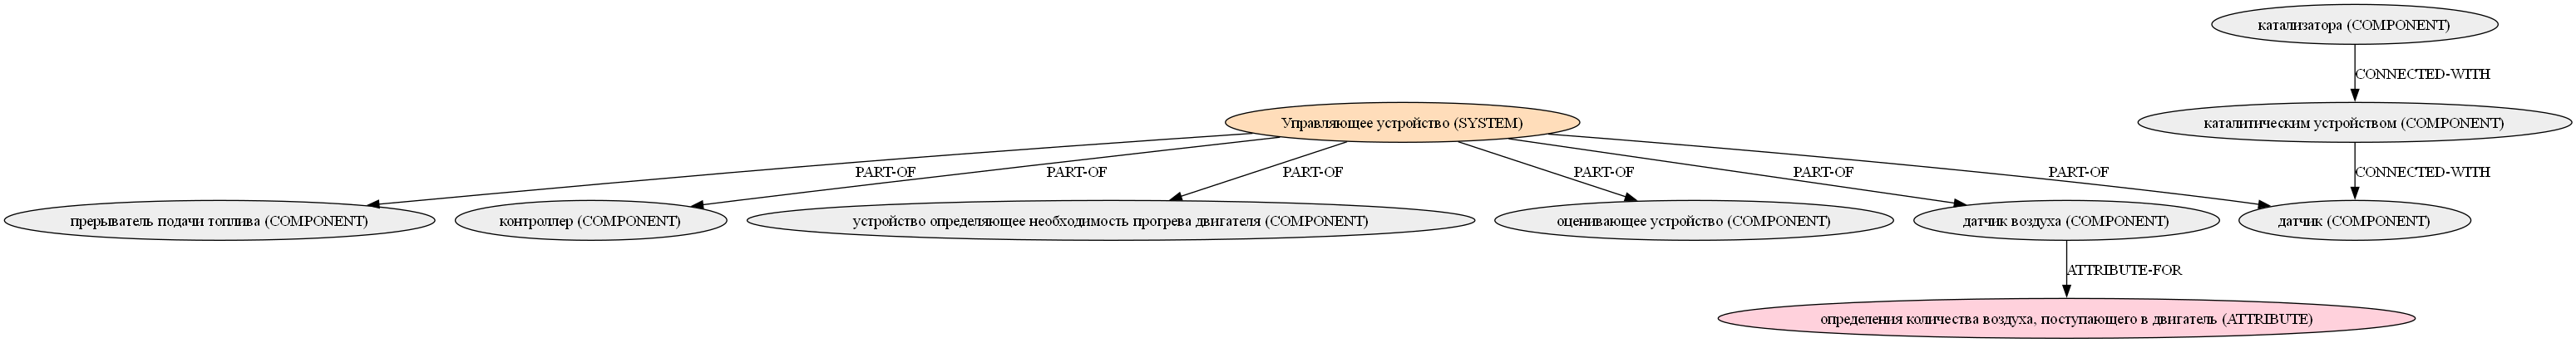 катализатора (COMPONENT)
CONNECTED-WITH
Управляющее устройство (SYSTEM)
каталитическим устройством (COMPONENT)
PART-OF
PART-OF
PART-OF
PART-OF
PART-OF
PART-OF
CONNECTED-WITH
прерыватель подачи топлива (COMPONENT)
контроллер (COMPONENT)
устройство определяющее необходимость прогрева двигателя (COMPONENT)
оценивающее устройство (COMPONENT)
датчик воздуха (COMPONENT)
датчик (COMPONENT)
ATTRIBUTE-FOR
определения количества воздуха, поступающего в двигатель (ATTRIBUTE)